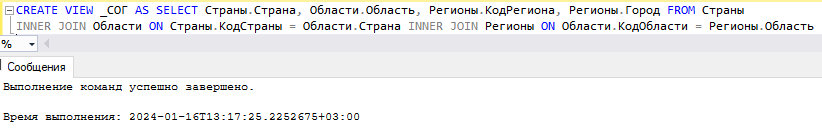 CREATE VIEW _СОГ AS SELECT Страны.Страна, Области.Область, Регионы.КодРегиона, Регионы.Город FROM Страны
INNER JOIN Области ON Страны.КодСтраны = Области.Страна INNER JOIN Регионы ON Области.КодОбласти = Регионы.Область
%
Сообщения
Выполнение команд успешно завершено.
Время выполнения: 2024-01-16T13:17:25.2252675+03:00